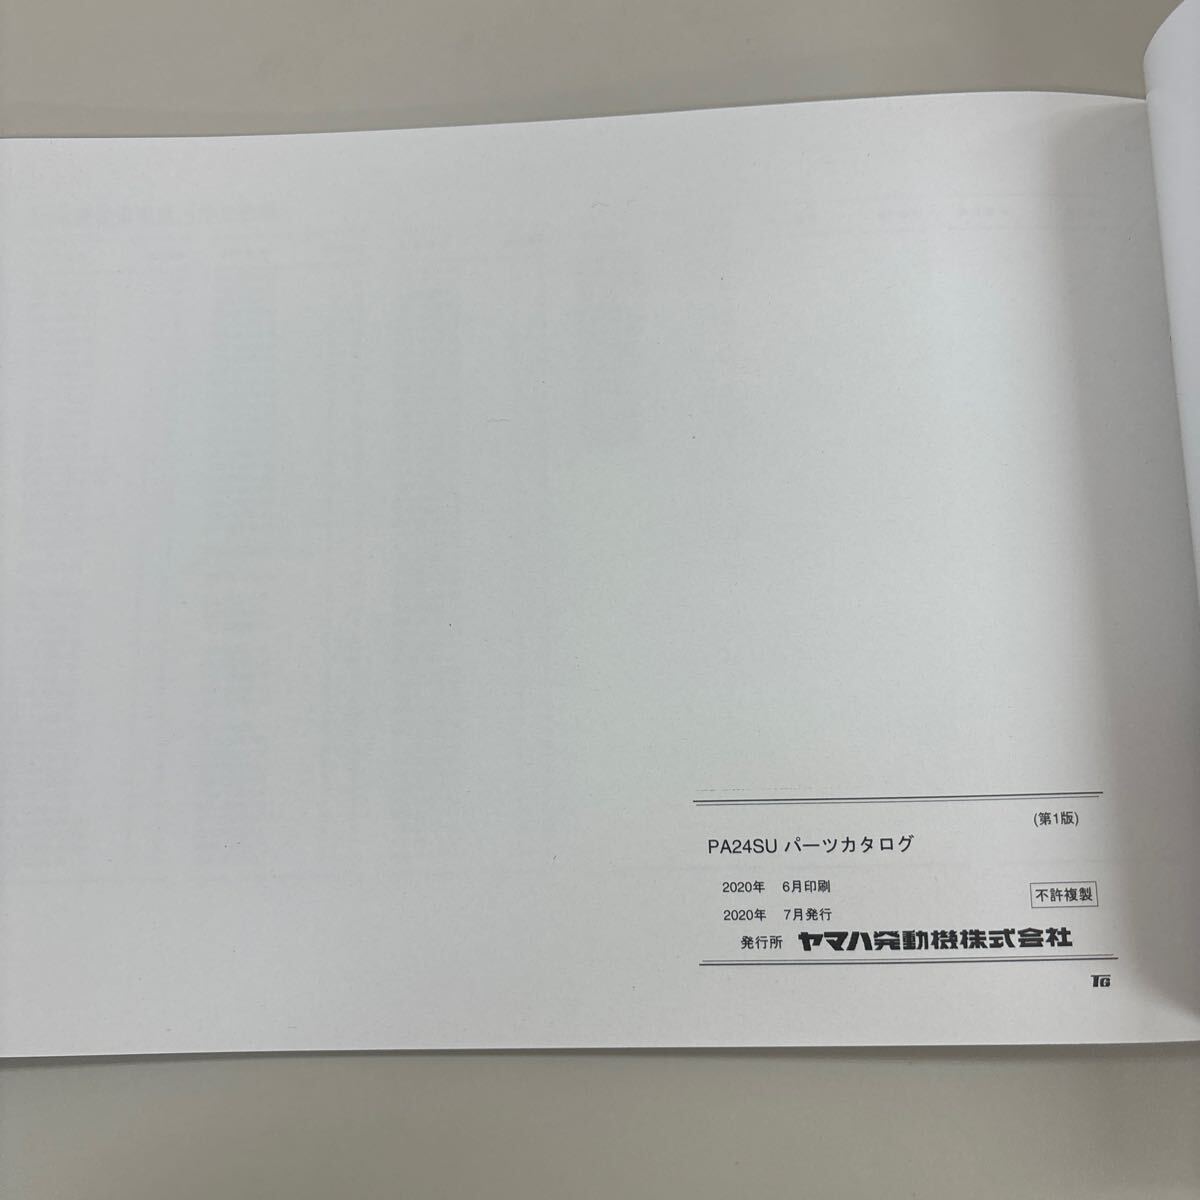 (第1版)
PA24SU パーツカタログ
2020年 6月印刷
不許複製
2020年 7月発行
発行所 ヤマハ発動機株式会社
TG